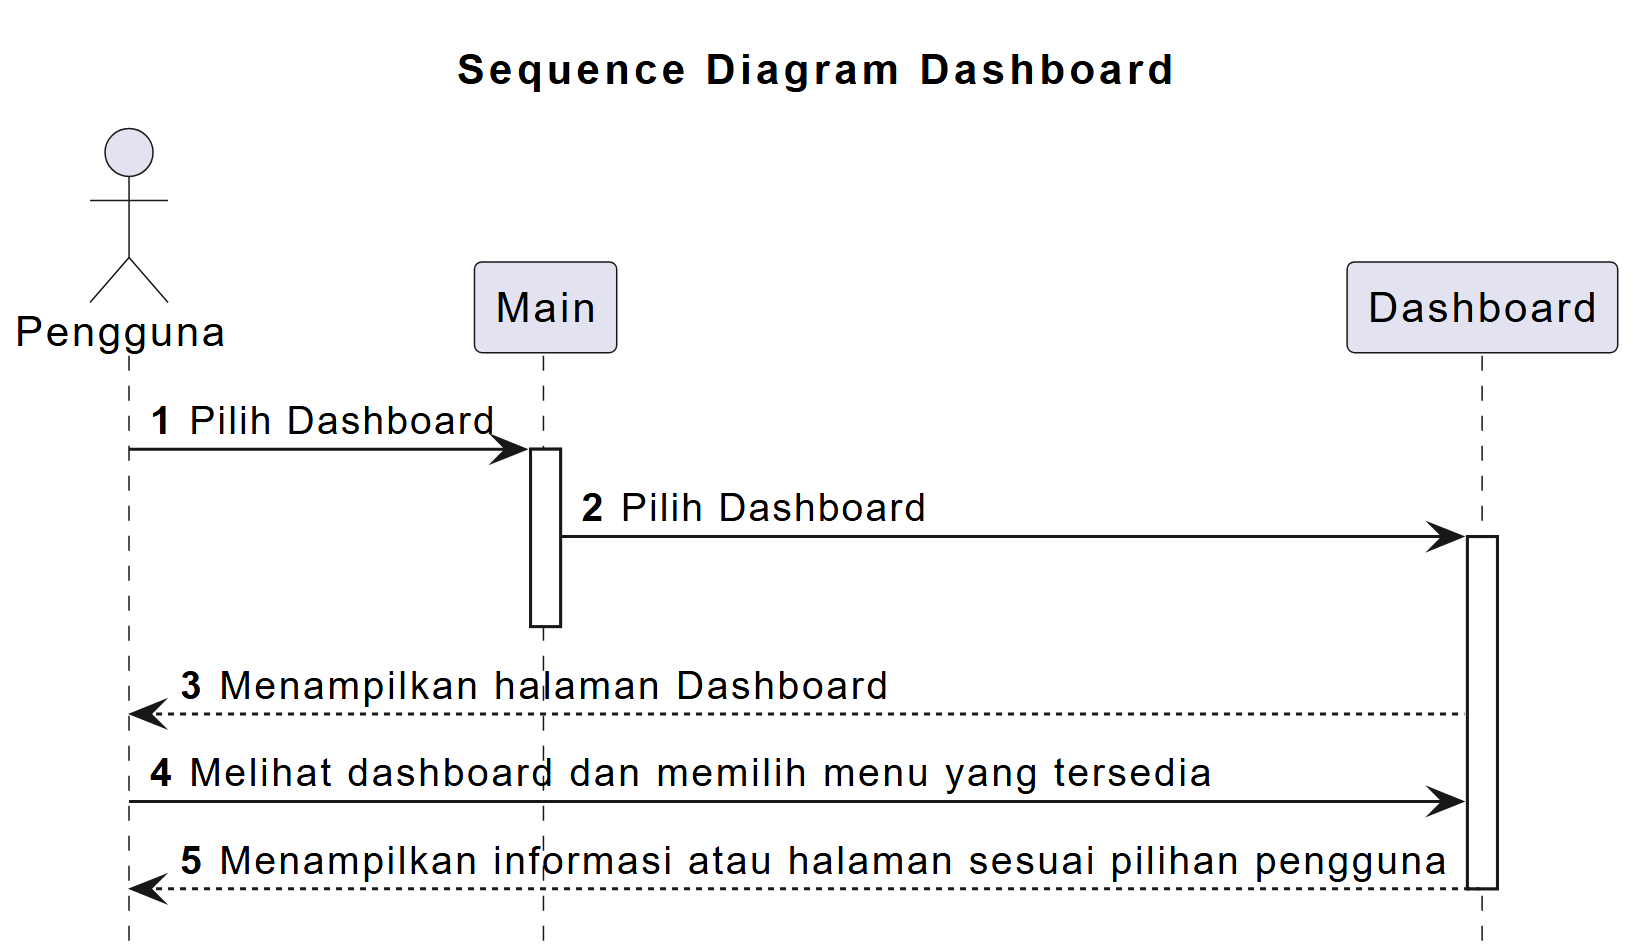 Sequence Diagram Dashboard
Pengguna
Main
Dashboard
1 Pilih Dashboard
2 Pilih Dashboard
3 Menampilkan halaman Dashboard
4 Melihat dashboard dan memilih menu yang tersedia
5 Menampilkan informasi atau halaman sesuai pilihan pengguna